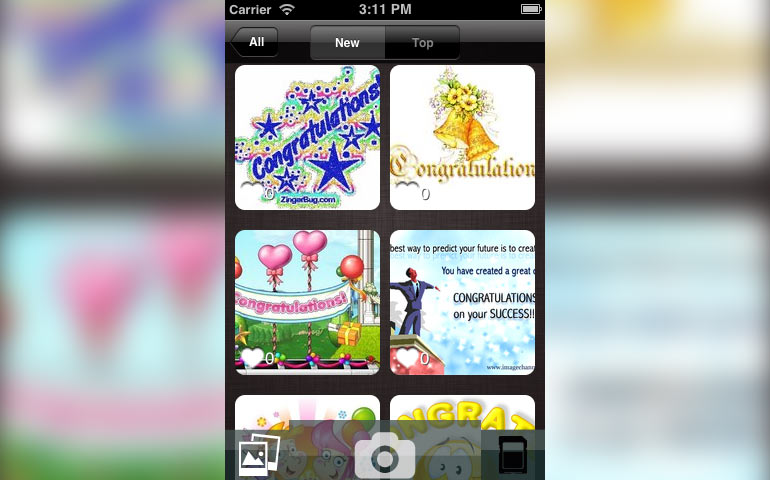 Carrier 3:11 PM
All New Top
Congratulations!
ZingerBug.com
0
Congratulation
0
Congratulations!
0
best way to predict your future is to creat
You have created a great
CONGRATULATIONS
on your SUCCESS!!
0
www.imagechan
NGRAT